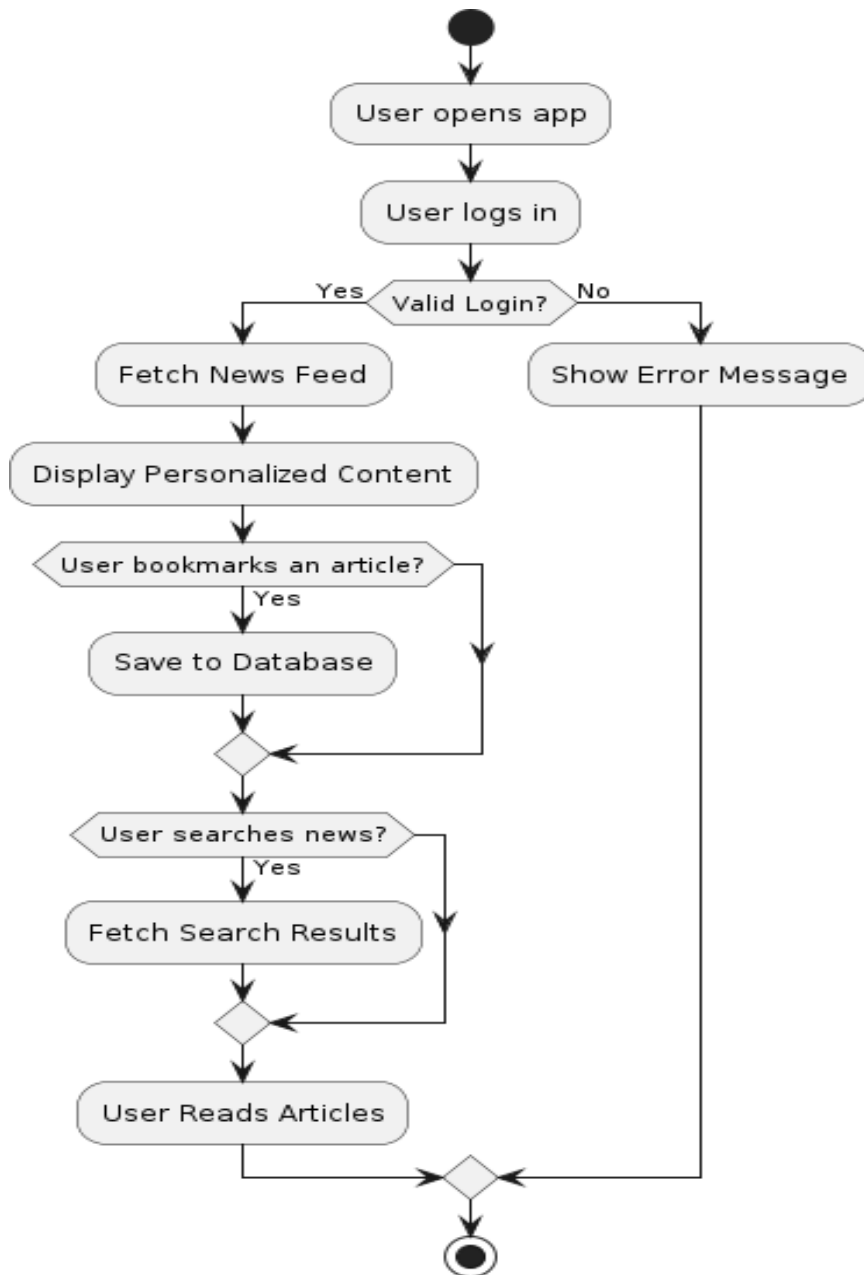 User opens app
User logs in
Yes
Valid Login?
No
Fetch News Feed
Show Error Message
Display Personalized Content
User bookmarks an article?
Yes
Save to Database
User searches news?
Yes
Fetch Search Results
User Reads Articles